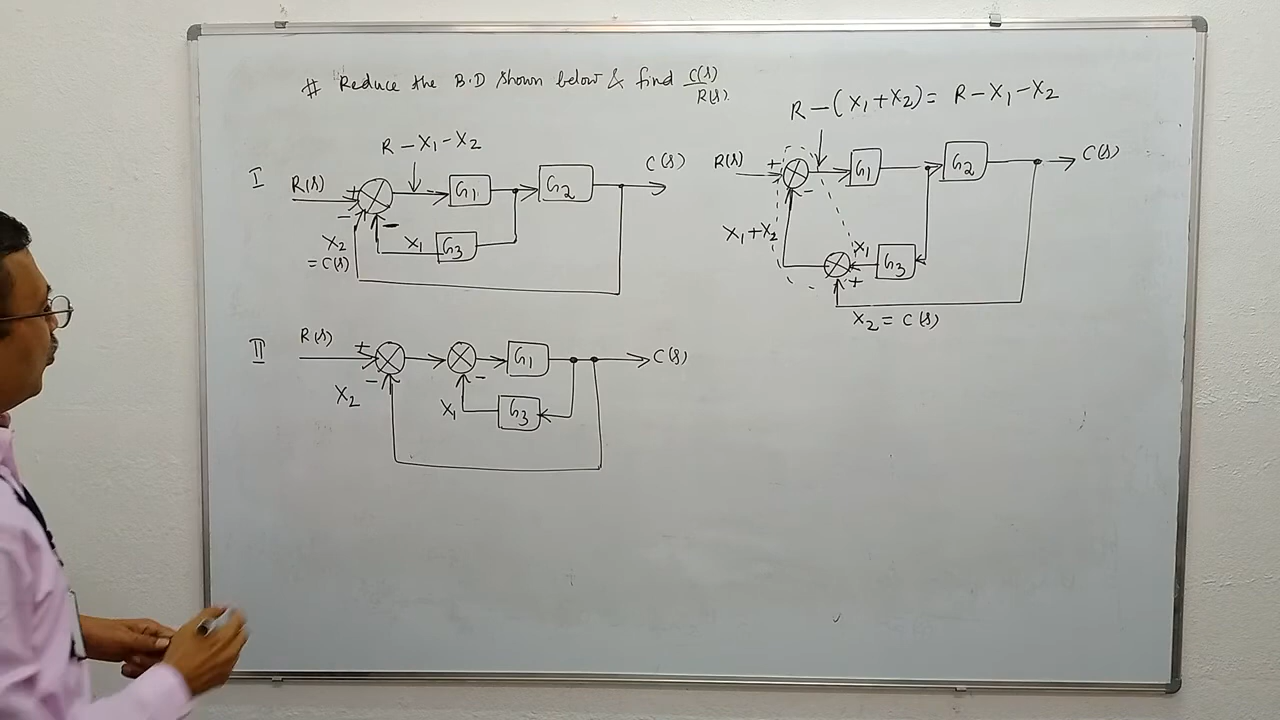 # Reduce the B.D shown below & find C(s)/R(s).
I
R - X1 - X2
R(s)
+
-
-
G1
G2
C(s)
X2
= C(s)
X1
G3
R - (X1 + X2) = R - X1 - X2
R(s)
+
-
G1
G2
C(s)
X1 + X2
X1
G3
+
X2 = C(s)
II
R(s)
+
-
-
G1
C(s)
X2
X1
G3